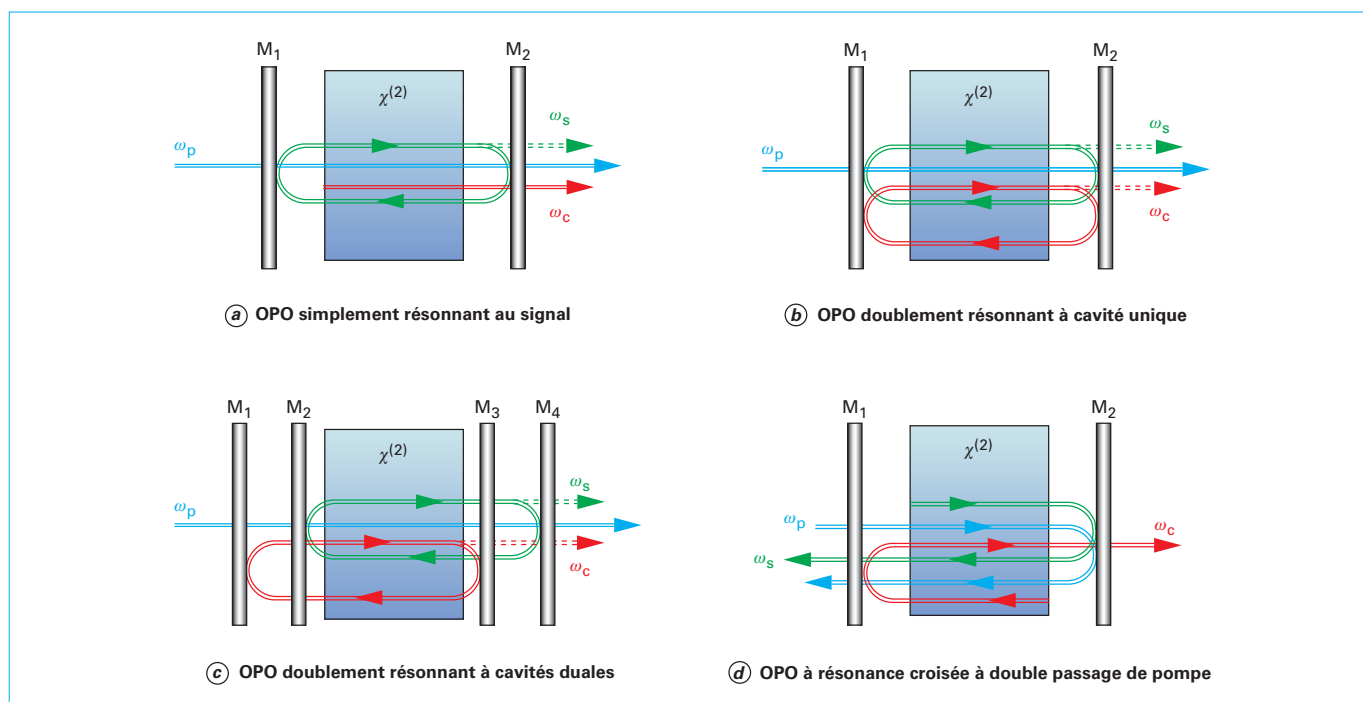 M1 M2
χ(2)
ωs
ωp
ωc
a OPO simplement résonnant au signal
M1 M2
χ(2)
ωs
ωp
ωc
b OPO doublement résonnant à cavité unique
M1 M2 M3 M4
χ(2)
ωs
ωp
ωc
c OPO doublement résonnant à cavités duales
M1 M2
χ(2)
ωp
ωc
ωs
d OPO à résonance croisée à double passage de pompe